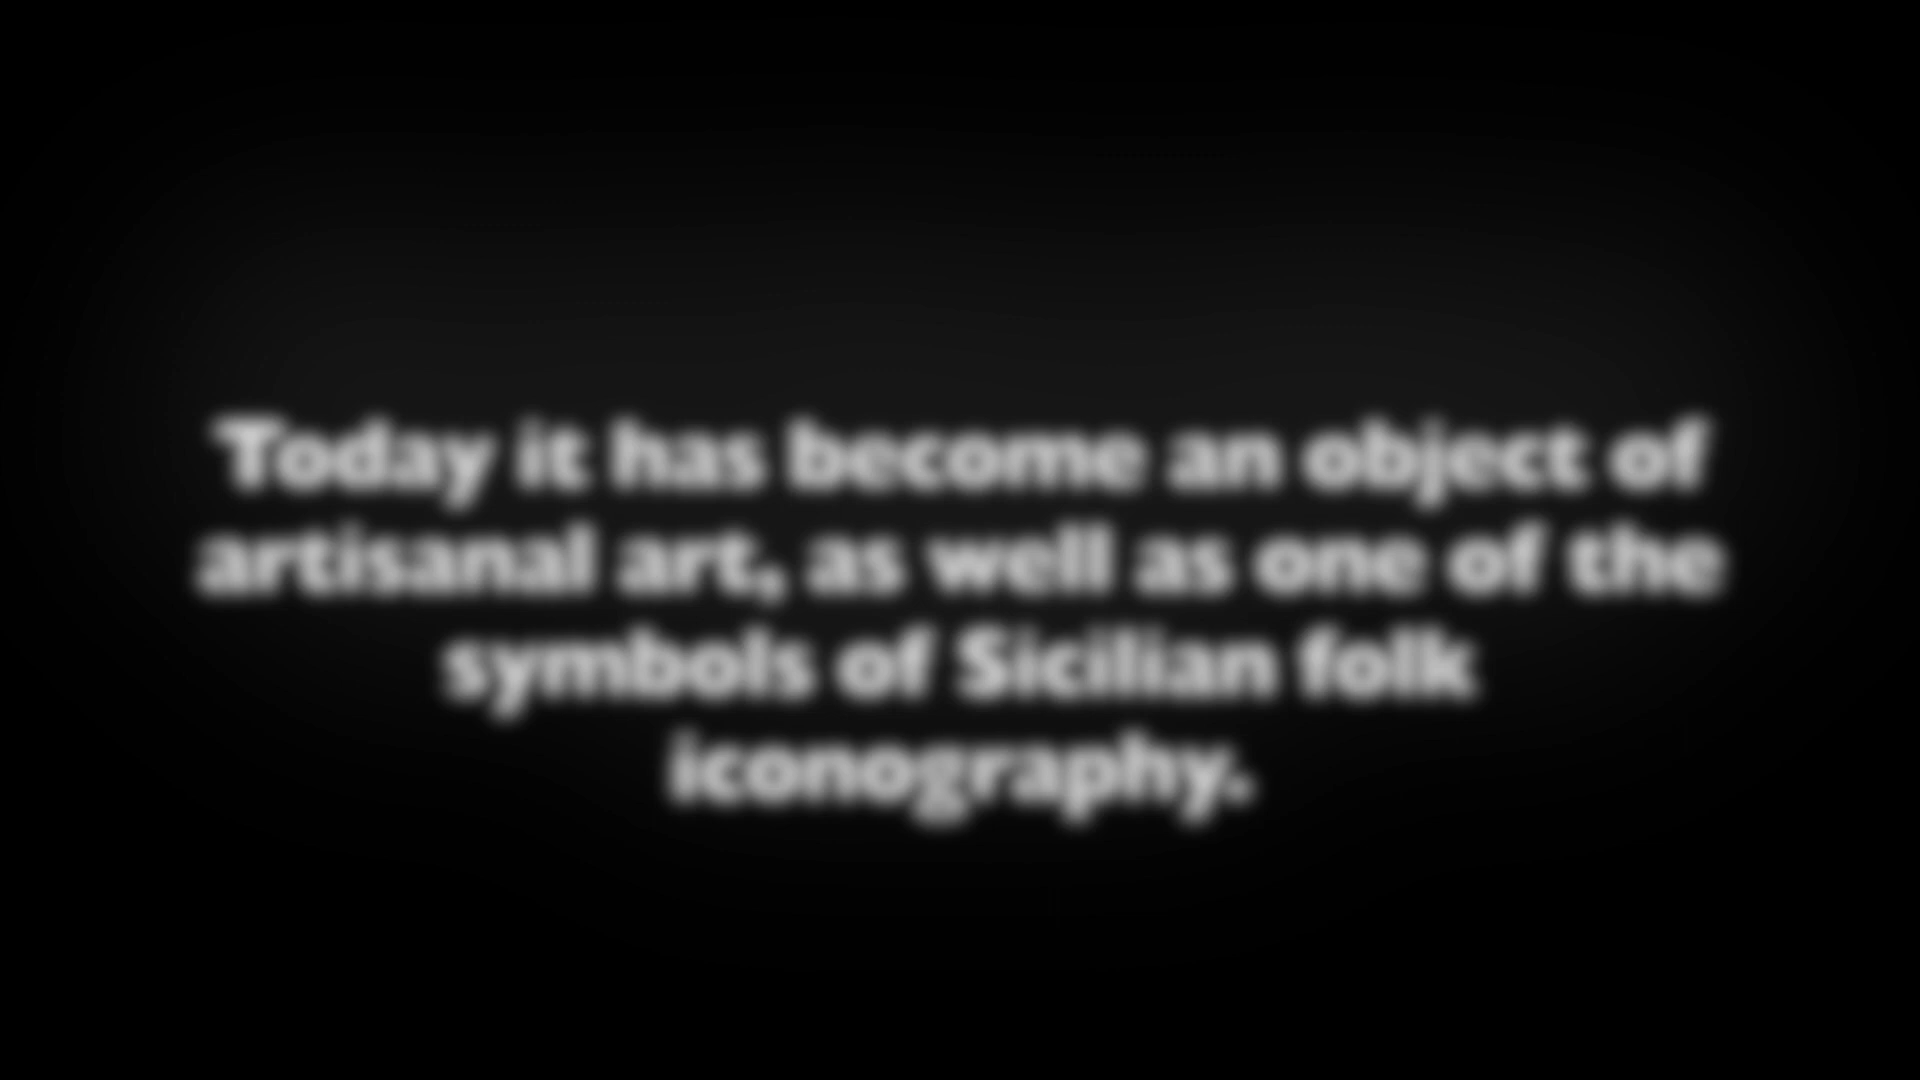 Today it has become an object of
artisanal art, as well as one of the
symbols of Sicilian folk
iconography.